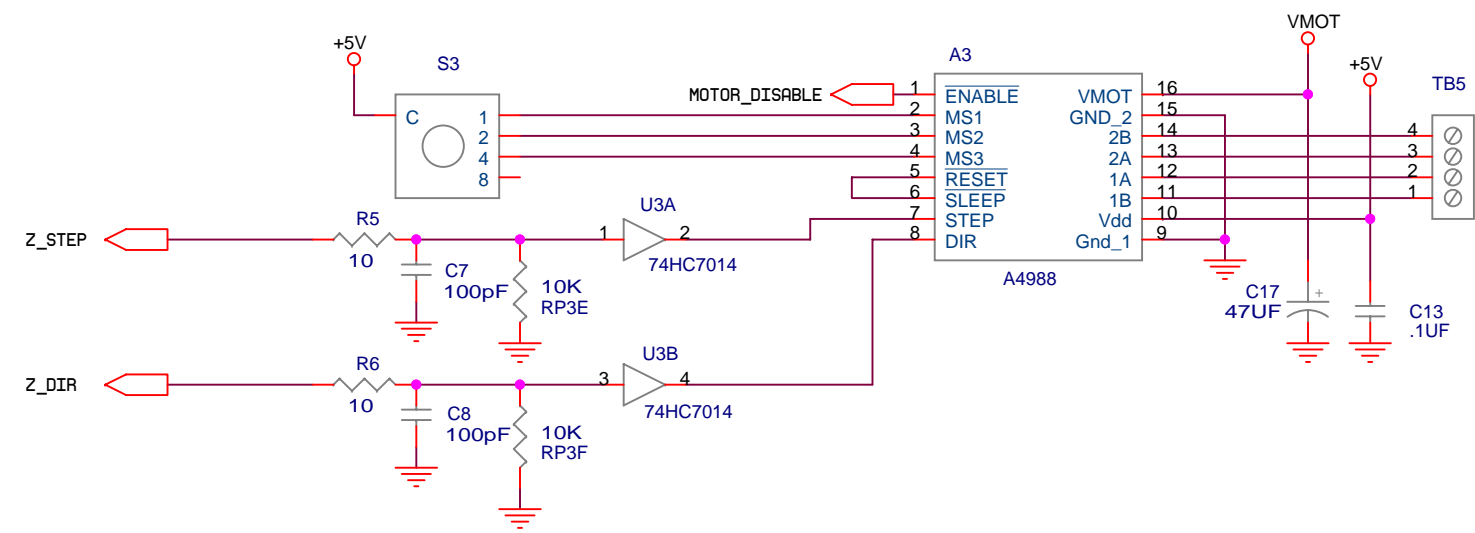 VMOT
+5V
S3
A3
+5V
TB5
MOTOR_DISABLE
C
1
2
4
8
1
2
3
4
5
6
7
8
ENABLE
MS1
MS2
MS3
RESET
SLEEP
STEP
DIR
VMOT
GND_2
2B
2A
1A
1B
Vdd
Gnd_1
16
15
14
13
12
11
10
9
4
3
2
1
A4988
Z_STEP
R5
10
C7
100pF
10K
RP3E
U3A
1
2
74HC7014
C17
47UF
+
C13
.1UF
Z_DIR
R6
10
C8
100pF
10K
RP3F
U3B
3
4
74HC7014